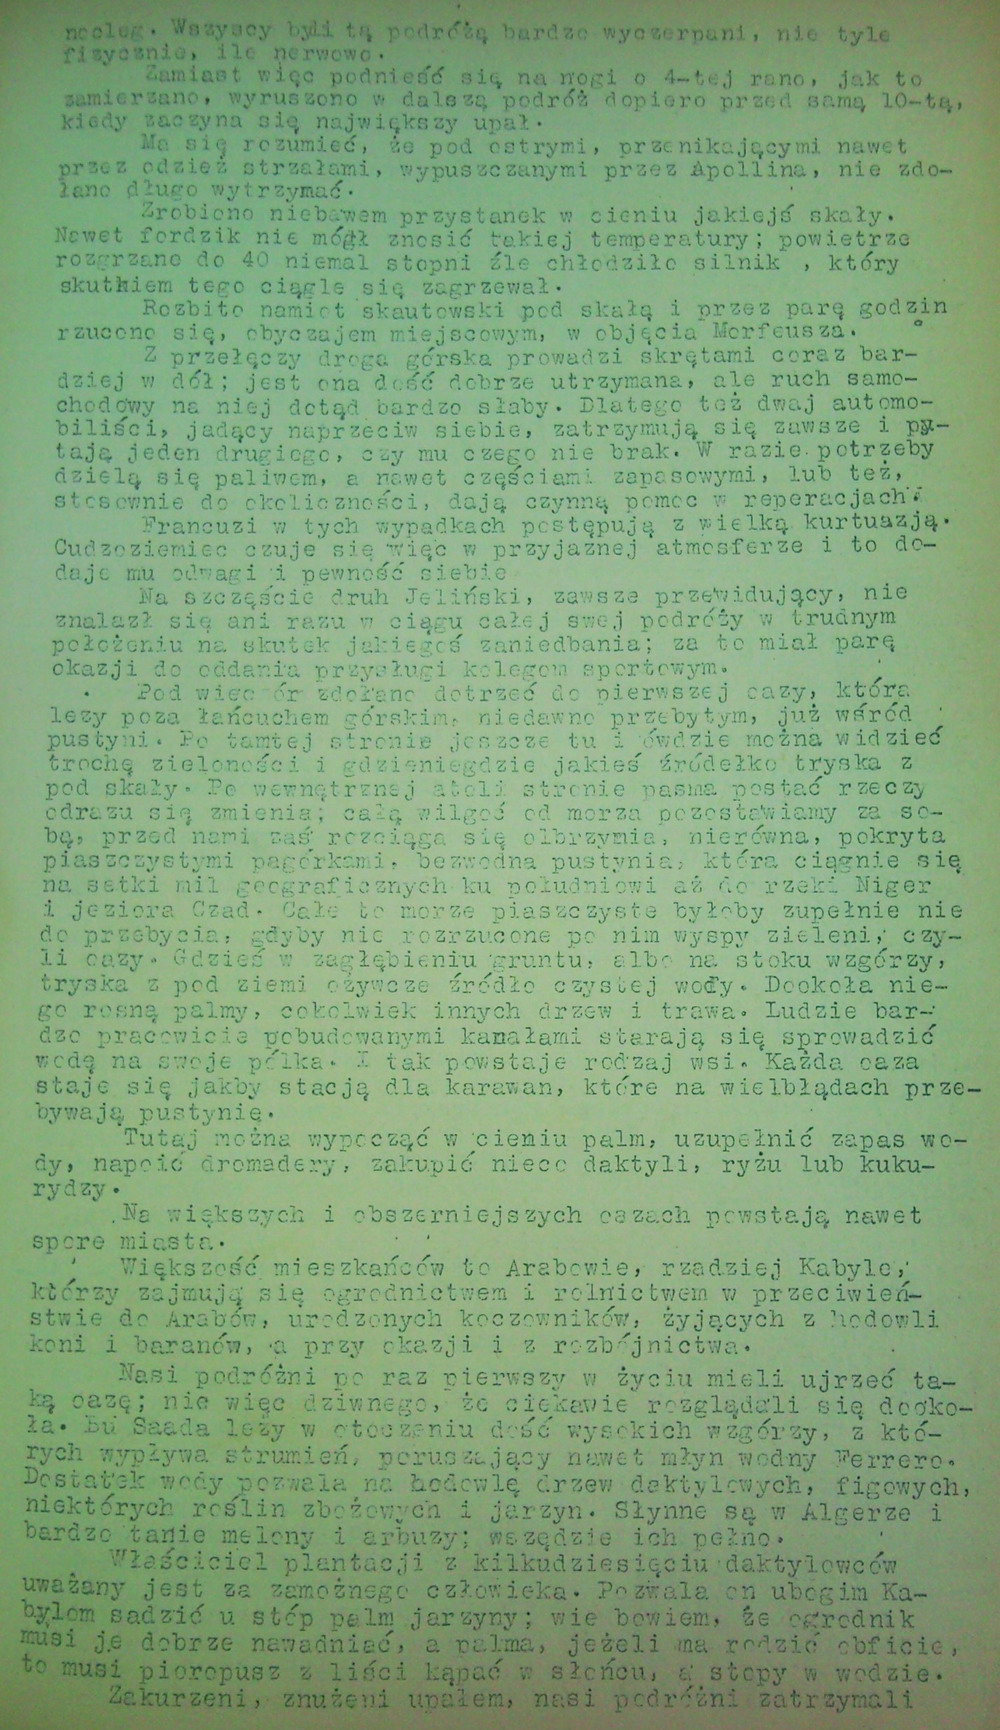 nocleg. Wszyscy byli tą podróżą bardzo wyczerpani, nie tyle
fizycznie, ile nerwowo.
Zamiast więc podnieść się na nogi o 4-tej rano, jak to
zamierzano, wyruszono w dalszą podróż dopiero przed samą 10-tą,
kiedy zaczyna się największy upał.
Ma się rozumieć, że pod ostrymi, przenikającymi nawet
przez odzież strzałami, wypuszczanymi przez Apollina, nie zdo-
łano długo wytrzymać.
Zrobiono niebawem przystanek w cieniu jakiejś skały.
Nawet fordzik nie mógł znosić takiej temperatury; powietrze
rozgrzane do 40 niemal stopni źle chłodziło silnik , który
skutkiem tego ciągle się zagrzewał.
Rozbito namiot skautowski pod skałą i przez parę godzin
rzucono się, obyczajem miejscowym, w objęcia Morfeusza.
Z przełęczy droga górska prowadzi skrętami coraz bar-
dziej w dół; jest ona dość dobrze utrzymana, ale ruch samo-
chodowy na niej dotąd bardzo słaby. Dlatego też dwaj automo-
biliści, jadący naprzeciw siebie, zatrzymują się zawsze i py-
tają jeden drugiego, czy mu czego nie brak. W razie potrzeby
dzielą się paliwem, a nawet częściami zapasowymi, lub też,
stosownie do okoliczności, dają czynną pomoc w reperacjach.
Francuzi w tych wypadkach postępują z wielką kurtuazją.
Cudzoziemiec czuje się więc w przyjaznej atmosferze i to do-
daje mu odwagi i pewność siebie
Na szczęście druh Jeliński, zawsze przewidujący, nie
znalazł się ani razu w ciągu całej swej podróży w trudnym
położeniu na skutek jakiegoś zaniedbania; za to miał parę
okazji do oddania przysługi kolegom sportowym.
Pod wieczór zdołano dotrzeć do pierwszej oazy, która
lezy poza łańcuchem górskim, niedawno przebytym, już wśród
pustyni. Po tamtej stronie jeszcze tu i ówdzie można widzieć
trochę zieloności i gdzieniegdzie jakieś źródełko tryska z
pod skały. Po wewnętrznej atoli stronie pasma postać rzeczy
odrazu się zmienia; całą wilgoć od morza pozostawiamy za so-
bą, przed nami zaś rozciąga się olbrzymia, nierówna, pokryta
piaszczystymi pagórkami, bezwodna pustynia, która ciągnie się
na setki mil geograficznych ku południowi aż do rzeki Niger
i jeziora Czad. Całe to morze piaszczyste byłoby zupełnie nie
do przebycia, gdyby nie rozrzucone po nim wyspy zieleni, czy-
li oazy. Gdzieś w zagłębieniu gruntu, albo na stoku wzgórzy,
tryska z pod ziemi ożywcze źródło czystej wody. Dookoła nie-
go rosną palmy, cokolwiek innych drzew i trawa. Ludzie bar-
dzo pracowicie pobudowanymi kanałami starają się sprowadzić
wodę na swoje pólka. I tak powstaje rodzaj wsi. Każda oaza
staje się jakby stacją dla karawan, które na wielbłądach prze-
bywają pustynię.
Tutaj można wypocząć w cieniu palm, uzupełnić zapas wo-
dy, napoić dromadery, zakupić nieco daktyli, ryżu lub kuku-
rydzy.
Na większych i obszerniejszych oazach powstają nawet
spore miasta.
Większość mieszkańców to Arabowie, rzadziej Kabyle,
którzy zajmują się ogrodnictwem i rolnictwem w przeciwień-
stwie do Arabów, urodzonych koczowników, żyjących z hodowli
koni i baranów, a przy okazji i z rozbójnictwa.
Nasi podróżni po raz pierwszy w życiu mieli ujrzeć ta-
ką oazę; nie więc dziwnego, że ciekawie rozglądali się dooko-
ła. Bu Saada leży w otoczeniu dość wysokich wzgórzy, z któ-
rych wypływa strumień, poruszający nawet młyn wodny Ferrero.
Dostatek wody pozwala na hodowlę drzew daktylowych, figowych,
niektórych roślin zbożowych i jarzyn. Słynne są w Algerze i
bardzo tanie melony i arbuzy; wszędzie ich pełno.
Właściciel plantacji z kilkudziesięciu daktylowców
uważany jest za zamożnego człowieka. Pozwala on ubogim Ka-
bylom sadzić u stóp palm jarzyny; wie bowiem, że ogrodnik
musi je dobrze nawadniać, a palma, jeżeli ma rodzić obficie,
to musi pioropusz z liści kąpać w słońcu, a stopy w wodzie.
Zakurzeni, znużeni upałem, nasi podróżni zatrzymali